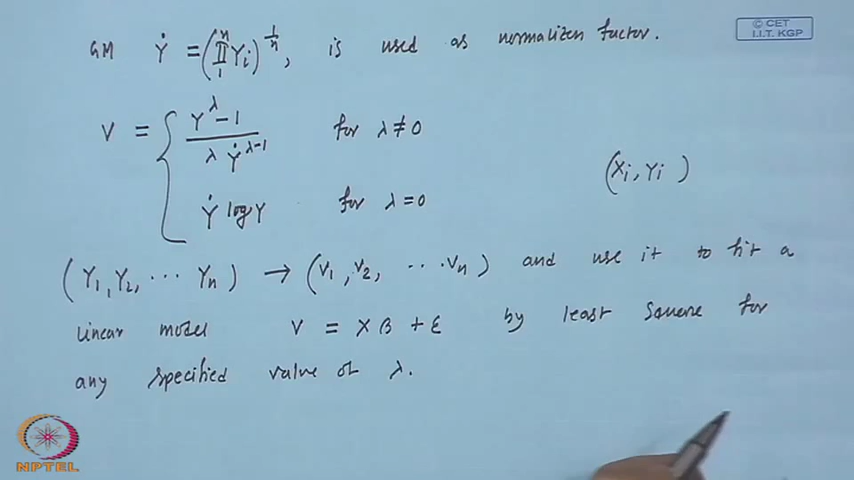 GM Ẏ = (∏₁ⁿ Yi)^(1/n), is used as normalizen factor.
© CET
I.I.T. KGP
V = { (Y^λ − 1) / (λ Ẏ^(λ−1)) for λ ≠ 0
(Xi, Yi)
Ẏ log Y for λ = 0
(Y1, Y2, ... Yn) → (V1, V2, ... Vn) and use it to fit a
linear model V = Xβ + ε by least square for
any specified value of λ.
NPTEL